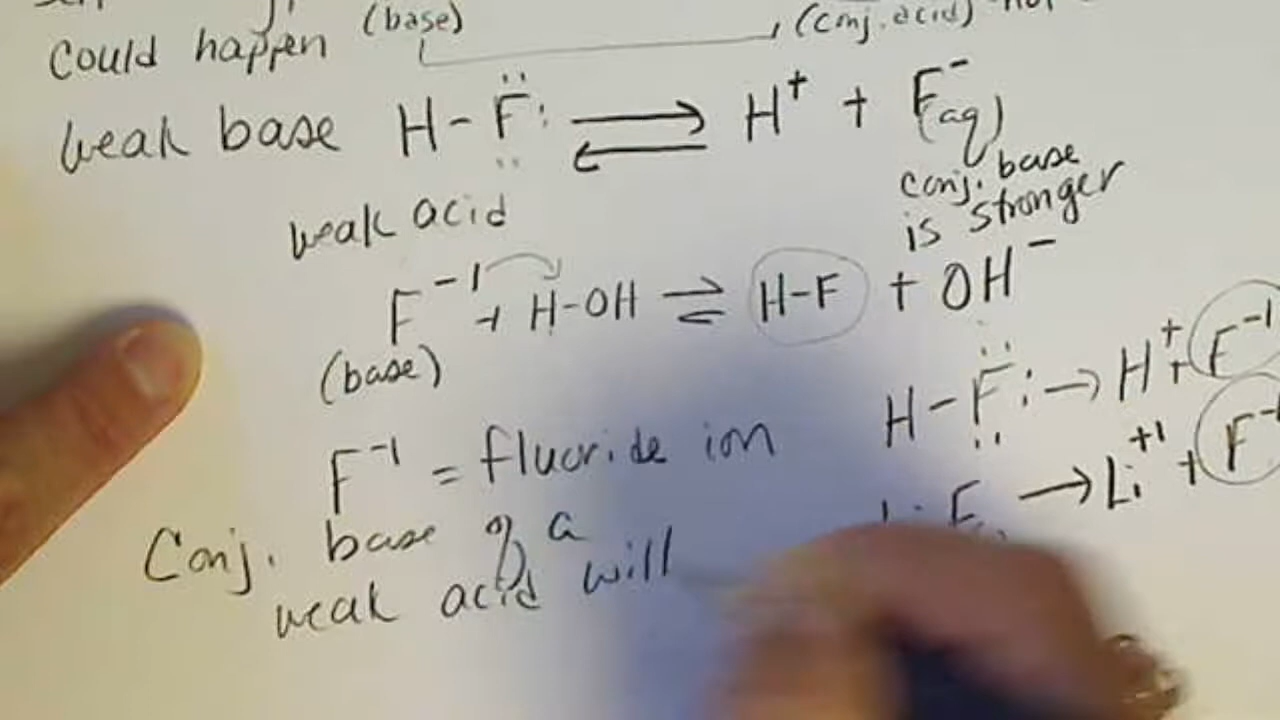 (base) (conj. acid)
Could happen
weak base H-F: ⇌ H⁺ + F⁻(aq)
weak acid
conj. base
is stronger
F⁻¹ + H-OH ⇌ H-F + OH⁻
(base)
H-F: → H⁺ + F⁻¹
F⁻¹ = fluoride ion
F → Li⁺¹ + F⁻¹
Conj. base of a
weak acid will